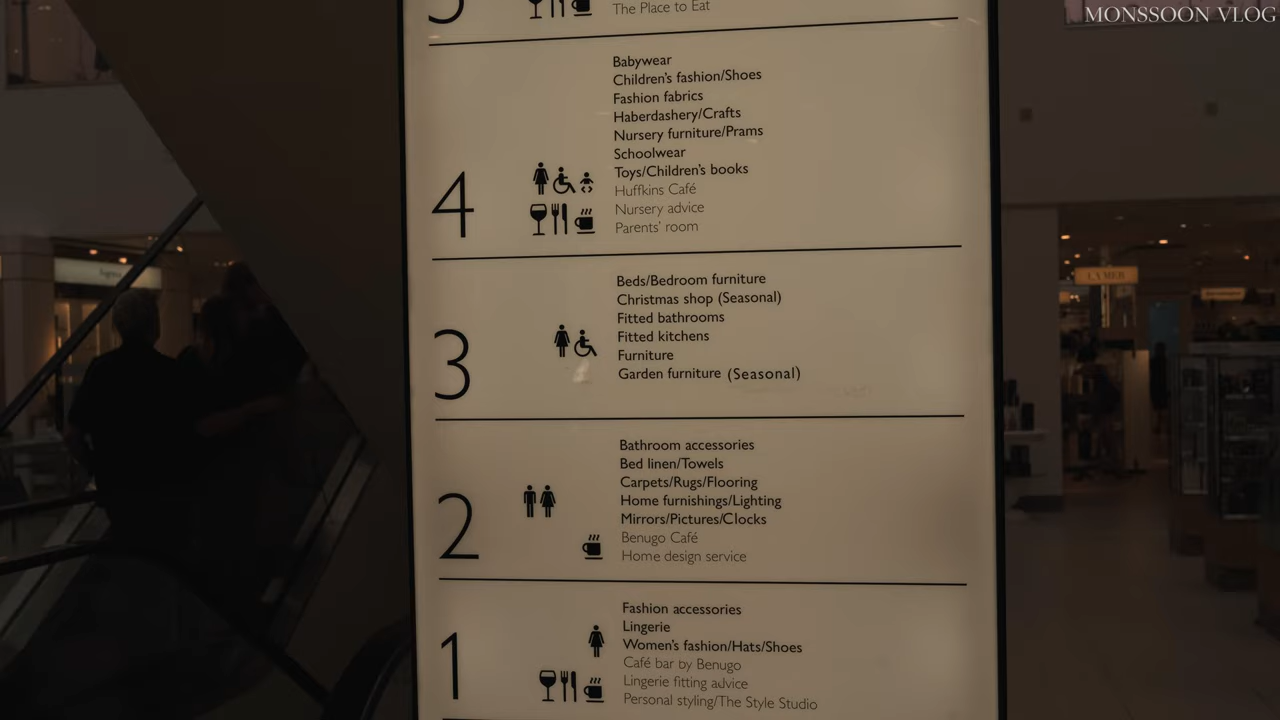 MONSSOON VLOG
The Place to Eat
4
Babywear
Children's fashion/Shoes
Fashion fabrics
Haberdashery/Crafts
Nursery furniture/Prams
Schoolwear
Toys/Children's books
Huffkins Café
Nursery advice
Parents' room
3
Beds/Bedroom furniture
Christmas shop (Seasonal)
Fitted bathrooms
Fitted kitchens
Furniture
Garden furniture (Seasonal)
2
Bathroom accessories
Bed linen/Towels
Carpets/Rugs/Flooring
Home furnishings/Lighting
Mirrors/Pictures/Clocks
Benugo Café
Home design service
1
Fashion accessories
Lingerie
Women's fashion/Hats/Shoes
Café bar by Benugo
Lingerie fitting advice
Personal styling/The Style Studio
LA MER